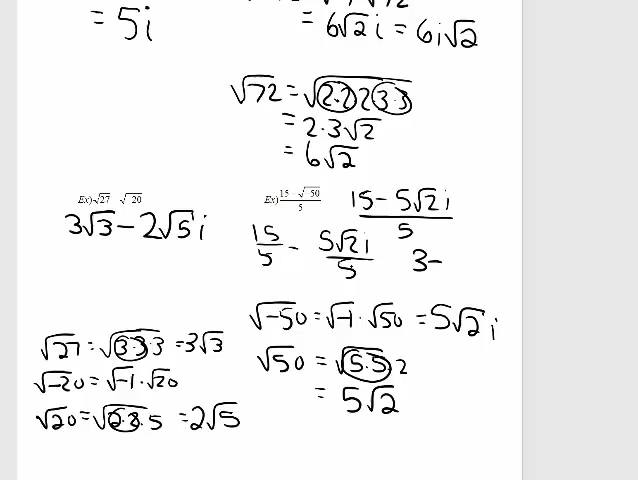 = 5i
= 6√2 i = 6i√2
√72 = √2·2·2·3·3
= 2·3√2
= 6√2
Ex) √27 √-20
3√3 - 2√5 i
Ex) 15 - √-50 / 5
15 - 5√2 i / 5
15/5 - 5√2 i / 5
3-
√27 = √3·3·3 = 3√3
√-20 = √-1 · √20
√20 = √2·2·5 = 2√5
√-50 = √-1 · √50 = 5√2 i
√50 = √5·5·2
= 5√2